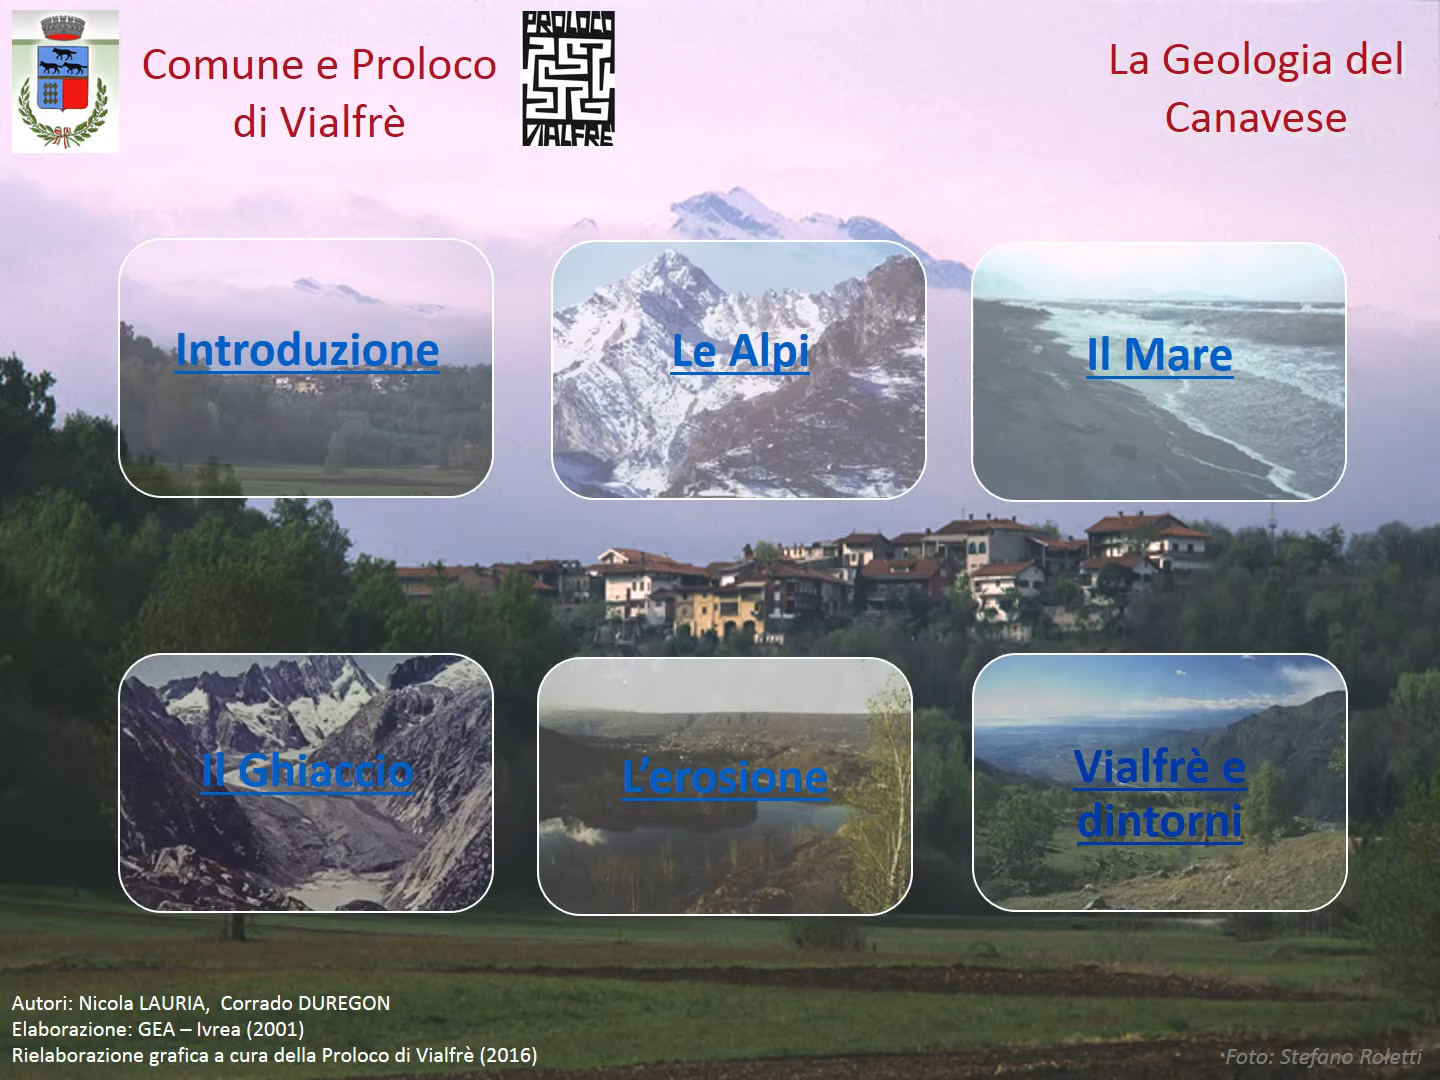 Comune e Proloco
di Vialfrè
PROLOCO
VIALFRE
La Geologia del
Canavese
Introduzione
Le Alpi
Il Mare
Il Ghiaccio
L'erosione
Vialfrè e
dintorni
Autori: Nicola LAURIA,  Corrado DUREGON
Elaborazione: GEA – Ivrea (2001)
Rielaborazione grafica a cura della Proloco di Vialfrè (2016)
Foto: Stefano Roletti